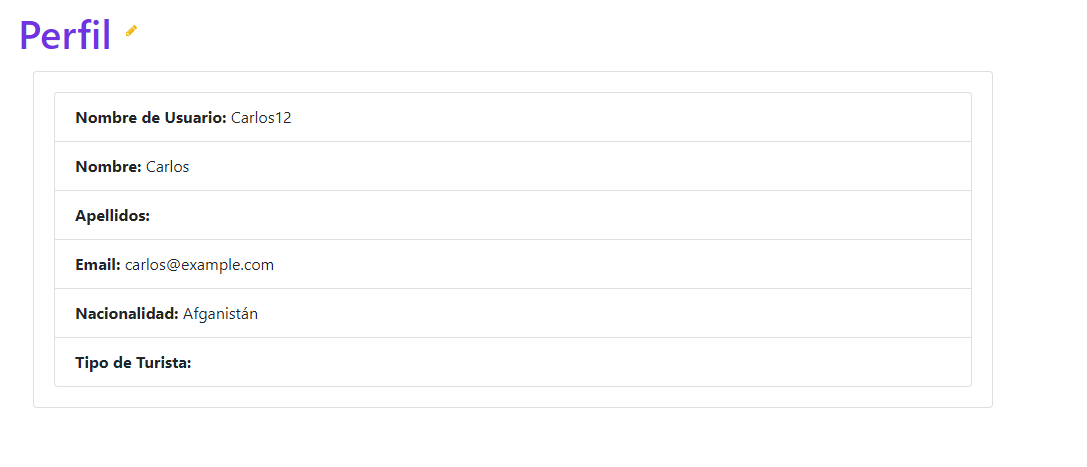 Perfil
Nombre de Usuario: Carlos12
Nombre: Carlos
Apellidos:
Email: carlos@example.com
Nacionalidad: Afganistán
Tipo de Turista: